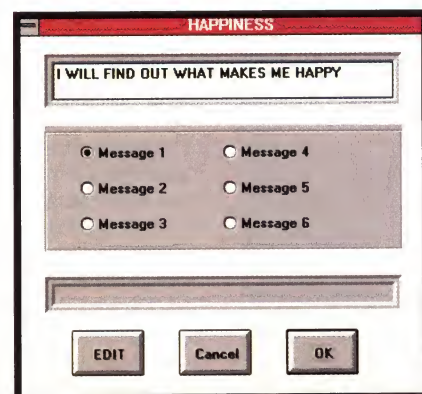 HAPPINESS
I WILL FIND OUT WHAT MAKES ME HAPPY
Message 1 Message 4
Message 2 Message 5
Message 3 Message 6
EDIT Cancel OK